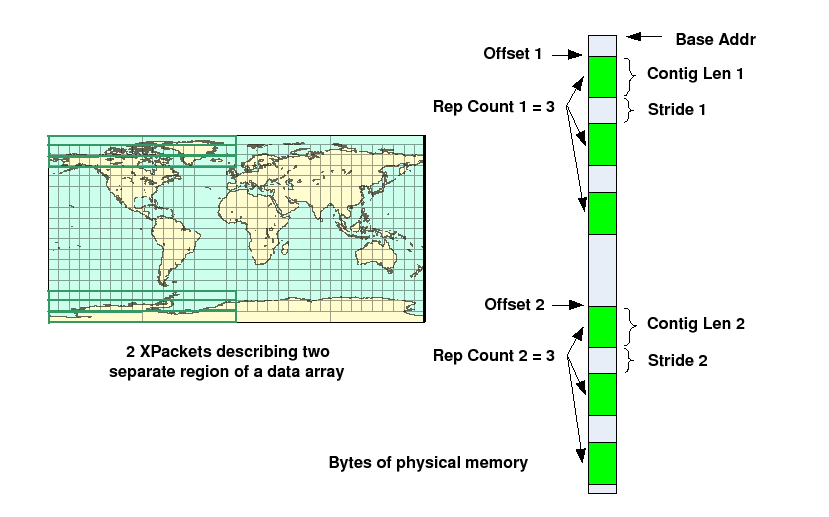 Base Addr
Offset 1
Contig Len 1
Rep Count 1 = 3
Stride 1
Offset 2
Contig Len 2
Rep Count 2 = 3
Stride 2
2 XPackets describing two
separate region of a data array
Bytes of physical memory